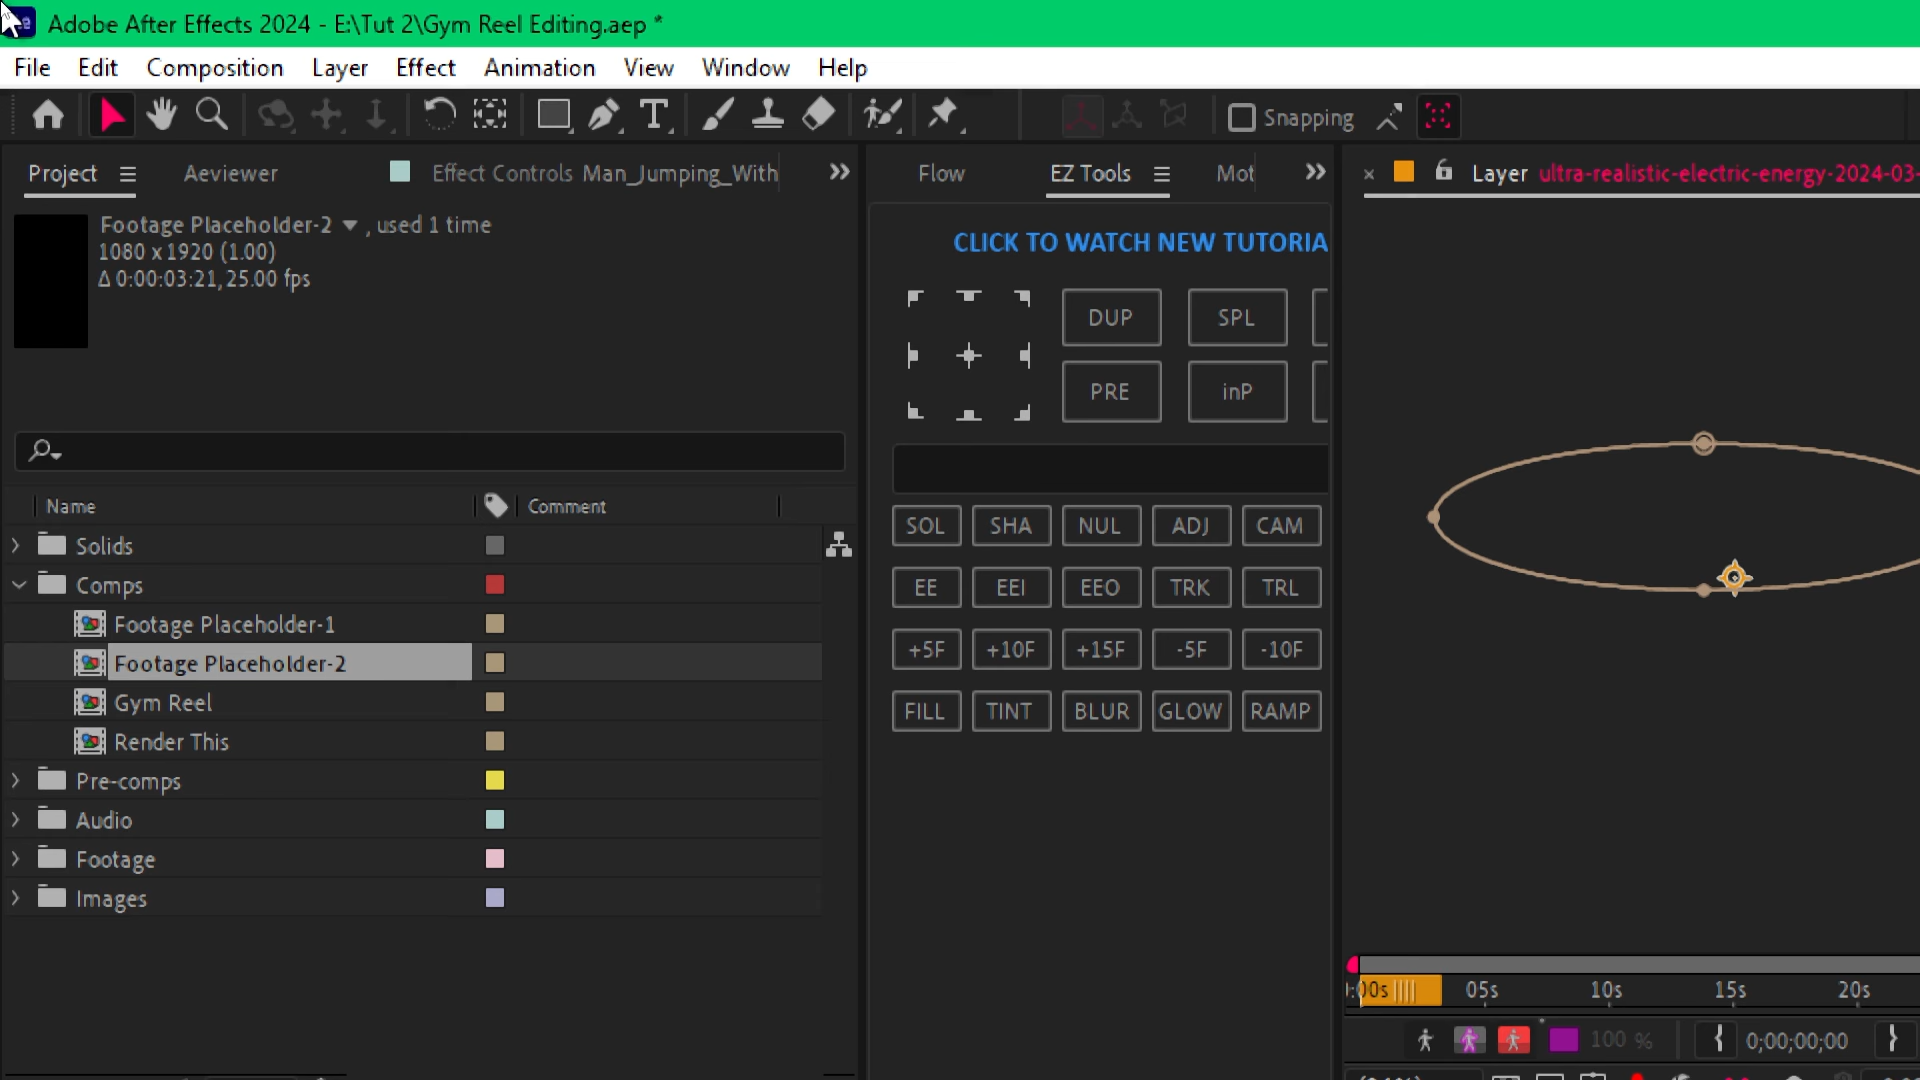 Adobe After Effects 2024 - E:\Tut 2\Gym Reel Editing.aep *
File Edit Composition Layer Effect Animation View Window Help
Snapping
Project Aeviewer Effect Controls Man_Jumping_With
Flow EZ Tools Mot
Layer ultra-realistic-electric-energy-2024-03-
Footage Placeholder-2 , used 1 time
1080 x 1920 (1.00)
Δ 0:00:03:21, 25.00 fps
CLICK TO WATCH NEW TUTORIA
DUP SPL
PRE inP
Name Comment
Solids
Comps
Footage Placeholder-1
Footage Placeholder-2
Gym Reel
Render This
Pre-comps
Audio
Footage
Images
SOL SHA NUL ADJ CAM
EE EEI EEO TRK TRL
+5F +10F +15F -5F -10F
FILL TINT BLUR GLOW RAMP
:00s 05s 10s 15s 20s
100 % 0;00;00;00